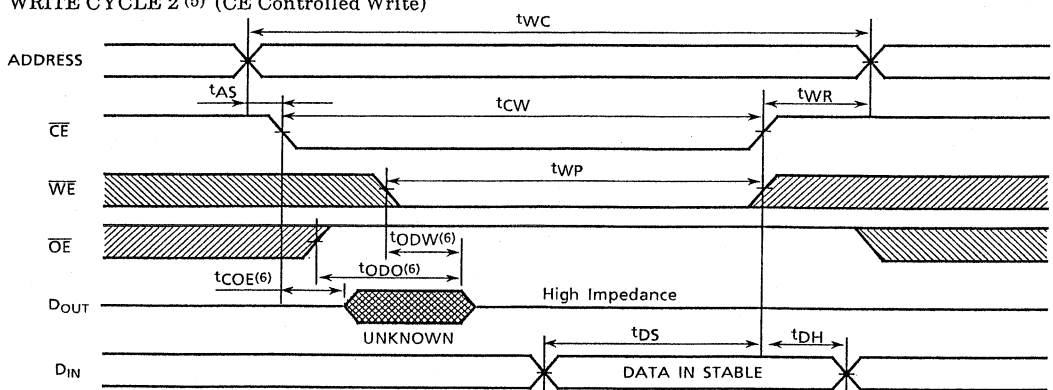 WRITE CYCLE 2 (5) (CE Controlled Write)
tWC
ADDRESS
tAS
tCW
tWR
CE
tWP
WE
OE
tODW(6)
tCOE(6)
tODO(6)
DOUT
High Impedance
UNKNOWN
tDS
tDH
DIN
DATA IN STABLE